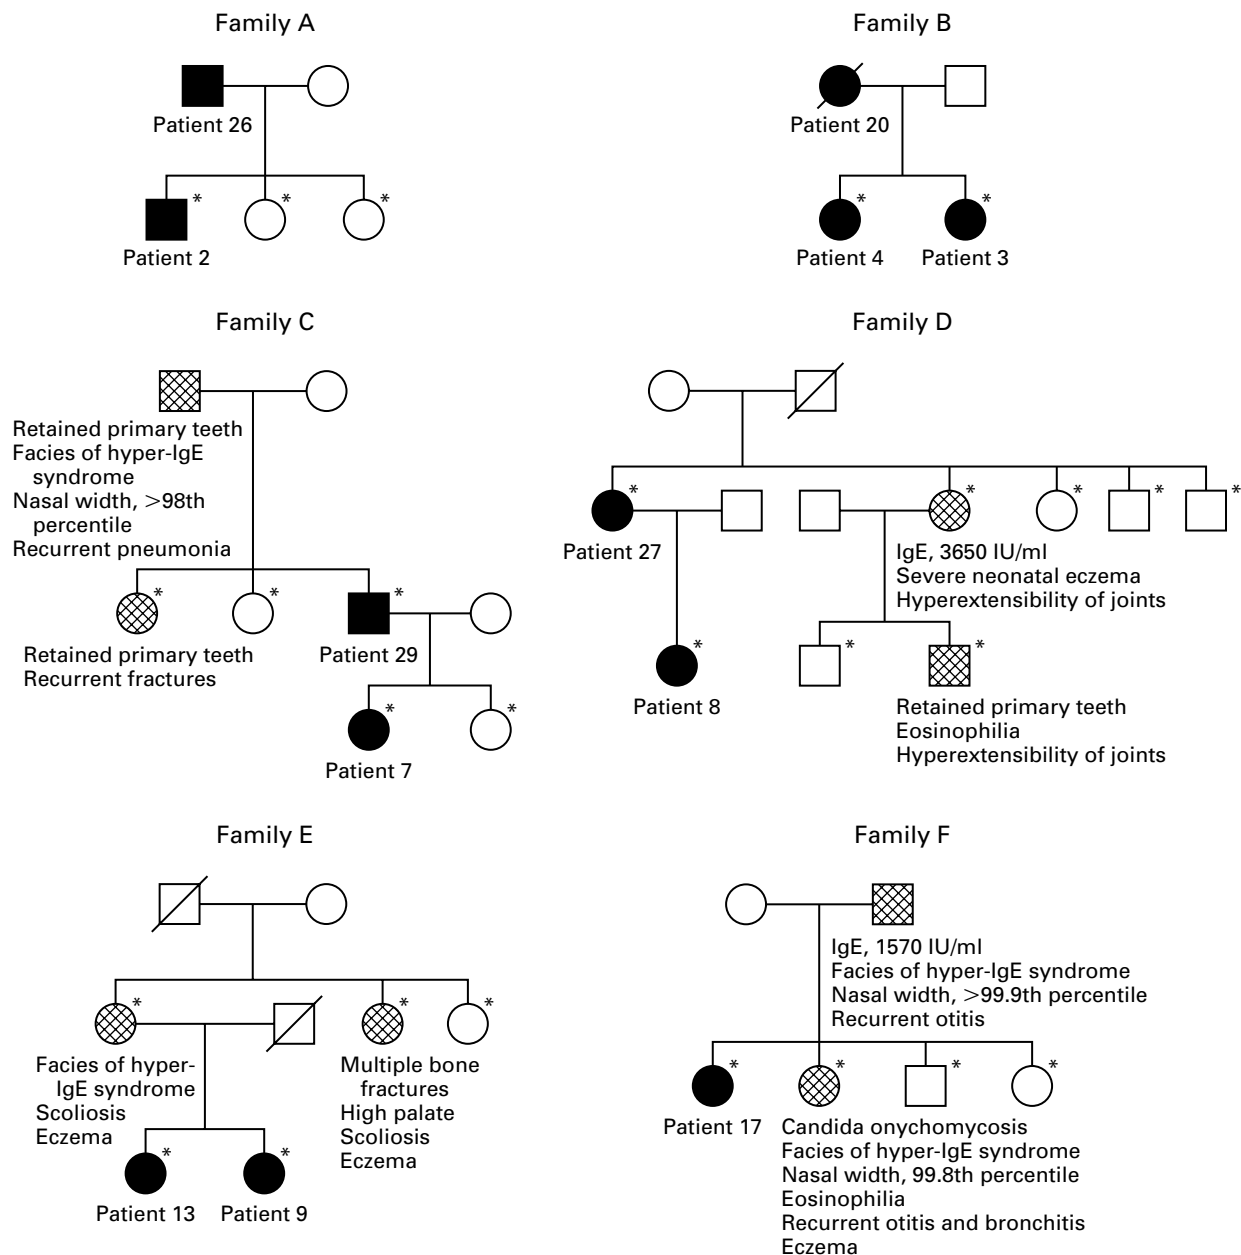 Family A
Family B
Patient 26
Patient 20
* * *
* *
Patient 2
Patient 4
Patient 3
Family C
Family D
Retained primary teeth
Facies of hyper-IgE
syndrome
Nasal width, >98th
percentile
Recurrent pneumonia
* * * * *
Patient 27
IgE, 3650 IU/ml
Severe neonatal eczema
Hyperextensibility of joints
* * *
Retained primary teeth
Recurrent fractures
Patient 29
* * *
Patient 8
Retained primary teeth
Eosinophilia
Hyperextensibility of joints
* *
Patient 7
Family E
Family F
IgE, 1570 IU/ml
Facies of hyper-IgE syndrome
Nasal width, >99.9th percentile
Recurrent otitis
* * *
Facies of hyper-
IgE syndrome
Scoliosis
Eczema
Multiple bone
fractures
High palate
Scoliosis
Eczema
* * * *
Patient 17
Candida onychomycosis
Facies of hyper-IgE syndrome
Nasal width, 99.8th percentile
Eosinophilia
Recurrent otitis and bronchitis
Eczema
* *
Patient 13
Patient 9